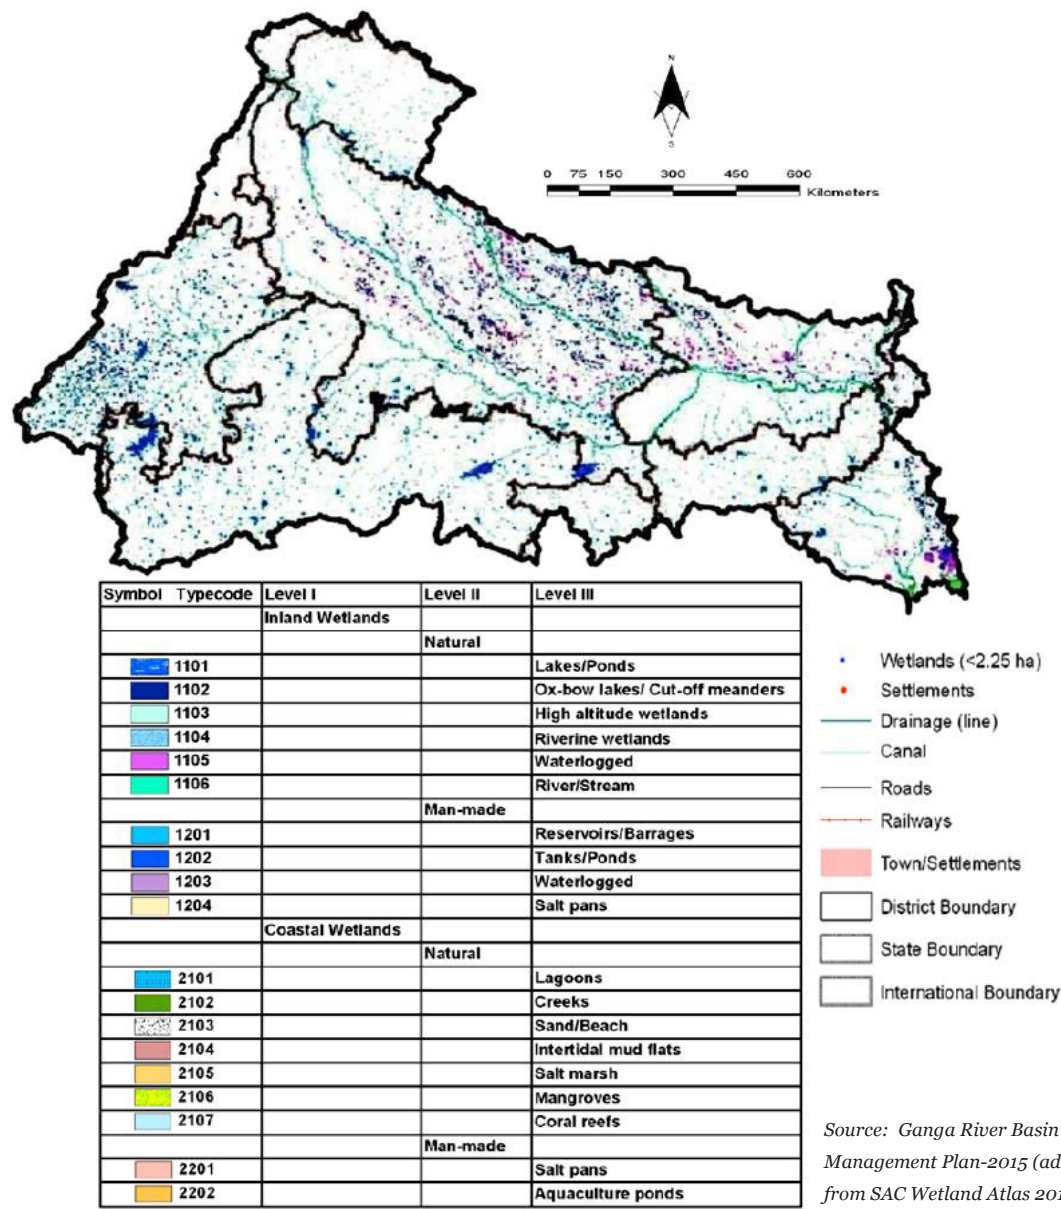 N
S
0 75 150 300 450 600
Kilometers
Symbol Typecode Level I Level II Level III
Inland Wetlands
Natural
1101 Lakes/Ponds
1102 Ox-bow lakes/ Cut-off meanders
1103 High altitude wetlands
1104 Riverine wetlands
1105 Waterlogged
1106 River/Stream
Man-made
1201 Reservoirs/Barrages
1202 Tanks/Ponds
1203 Waterlogged
1204 Salt pans
Coastal Wetlands
Natural
2101 Lagoons
2102 Creeks
2103 Sand/Beach
2104 Intertidal mud flats
2105 Salt marsh
2106 Mangroves
2107 Coral reefs
Man-made
2201 Salt pans
2202 Aquaculture ponds
Wetlands (<2.25 ha)
Settlements
Drainage (line)
Canal
Roads
Railways
Town/Settlements
District Boundary
State Boundary
International Boundary
Source: Ganga River Basin
Management Plan-2015 (ad
from SAC Wetland Atlas 201